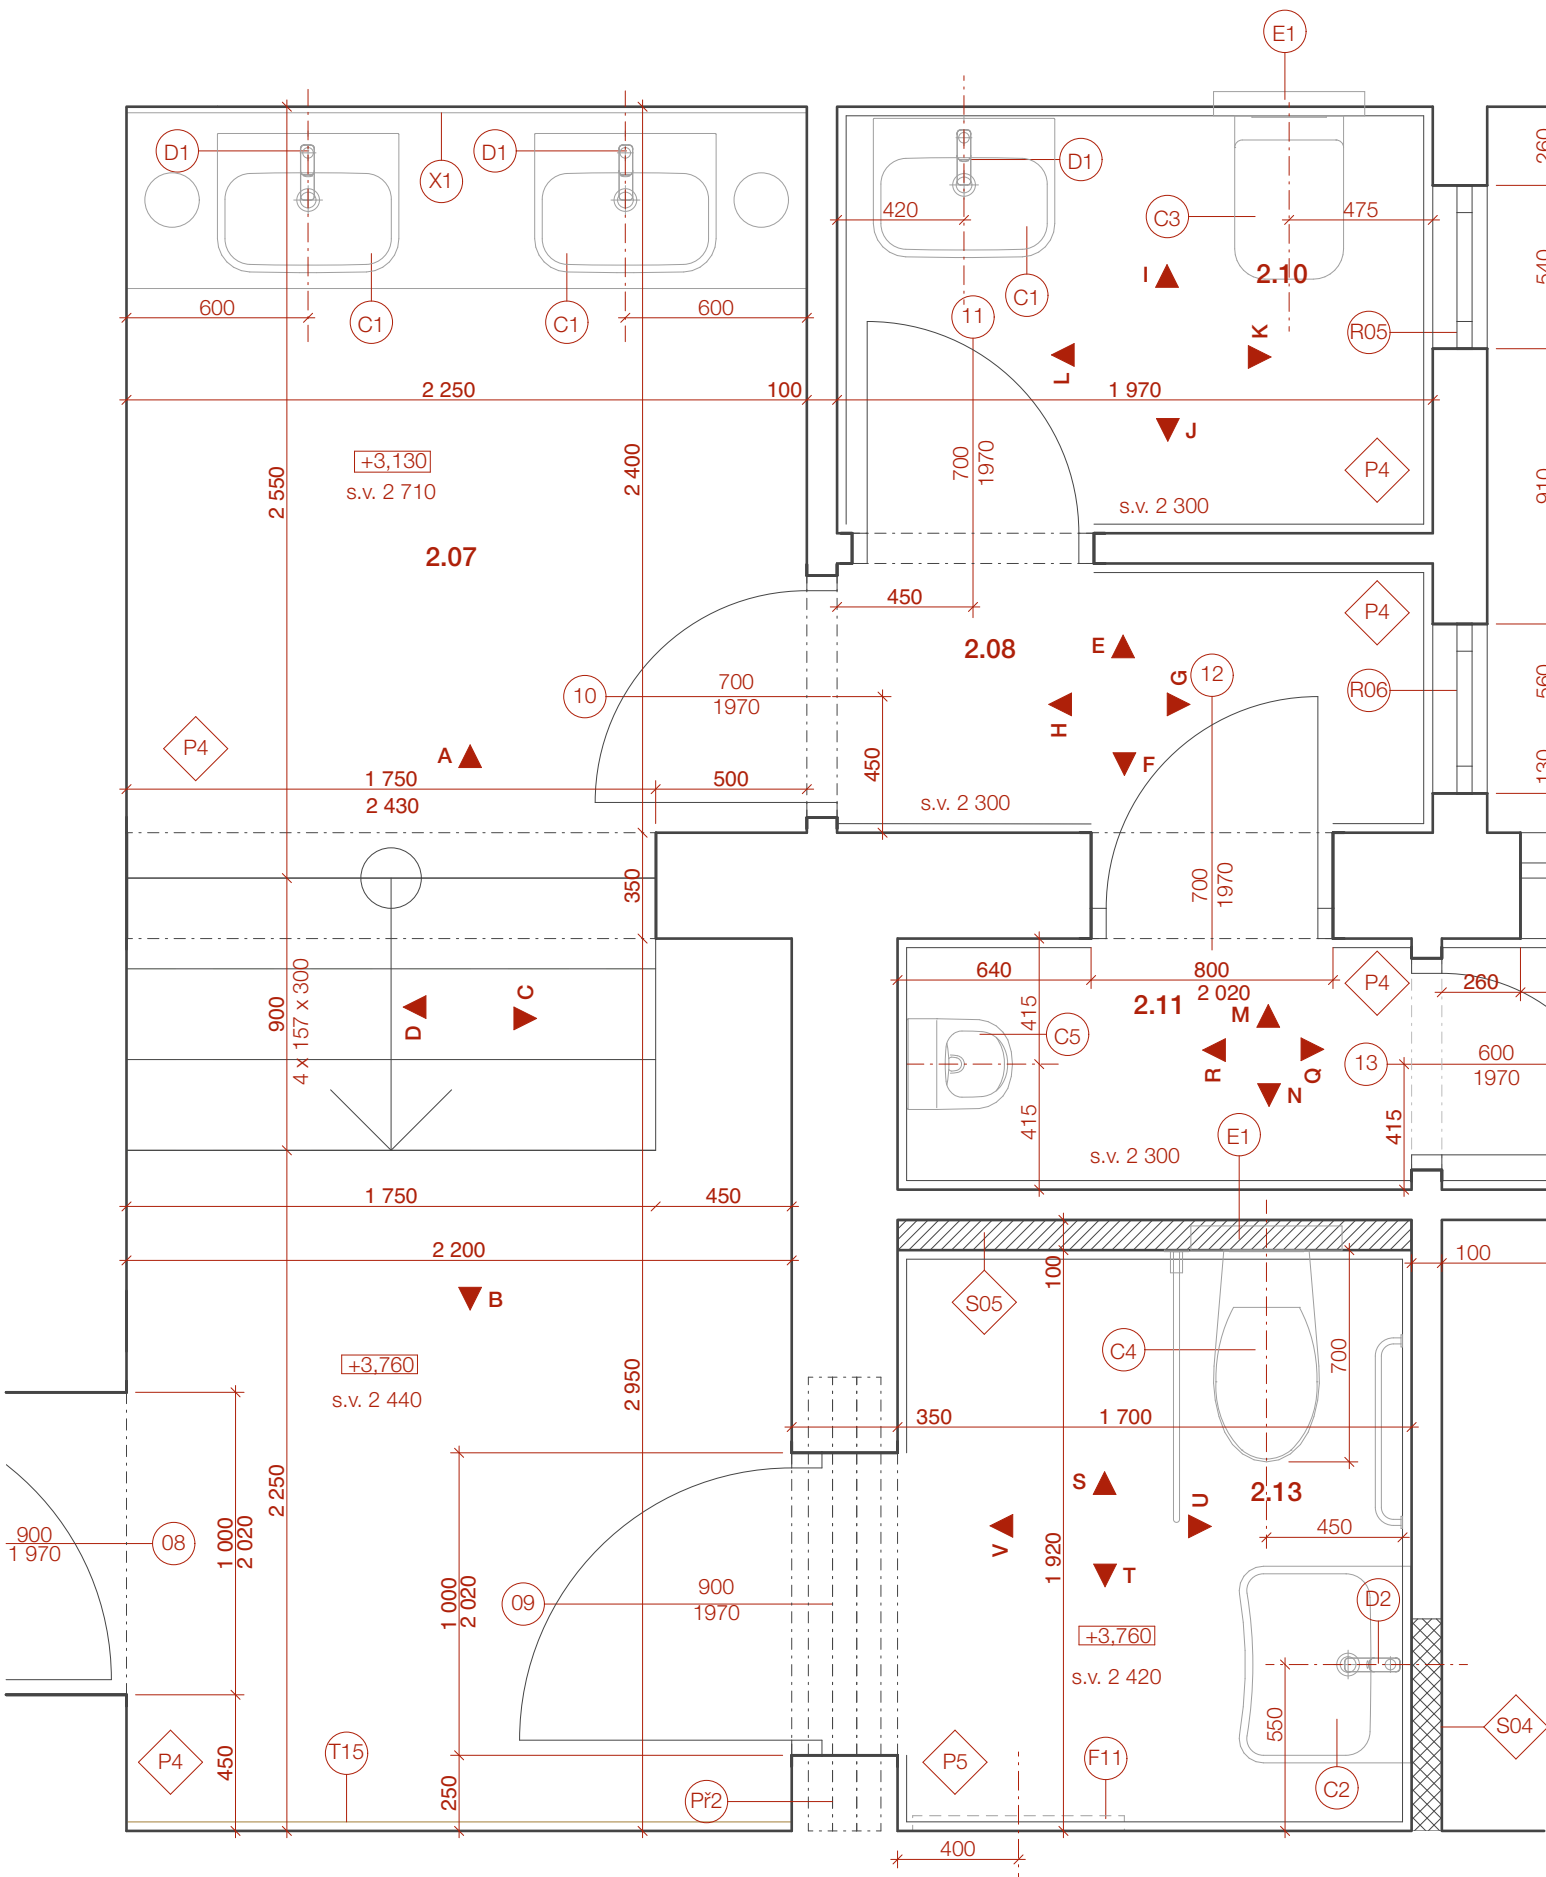 E1
D1
D1
X1
D1
260
C3
420
475
I
2.10
540
C1
600
C1
C1
600
11
R05
K
L
2 250
100
1 970
J
+3,130
s.v. 2 710
2 550
2 400
700
1970
P4
910
s.v. 2 300
2.07
450
P4
2.08
E
G
12
10
700
1970
R06
560
H
P4
A
450
F
1 750
2 430
500
s.v. 2 300
130
350
700
1970
640
800
2 020
P4
260
900
4 x 157 x 300
D
C
415
2.11
M
C5
R
Q
13
600
1970
N
415
415
E1
s.v. 2 300
1 750
450
2 200
100
100
B
S05
+3,760
s.v. 2 440
C4
700
2 950
350
1 700
2 250
S
2.13
U
V
450
900
1 970
08
1 000
2 020
1 920
T
1 000
2 020
09
900
1970
D2
+3,760
s.v. 2 420
550
S04
P4
450
T15
250
Př2
P5
F11
C2
400